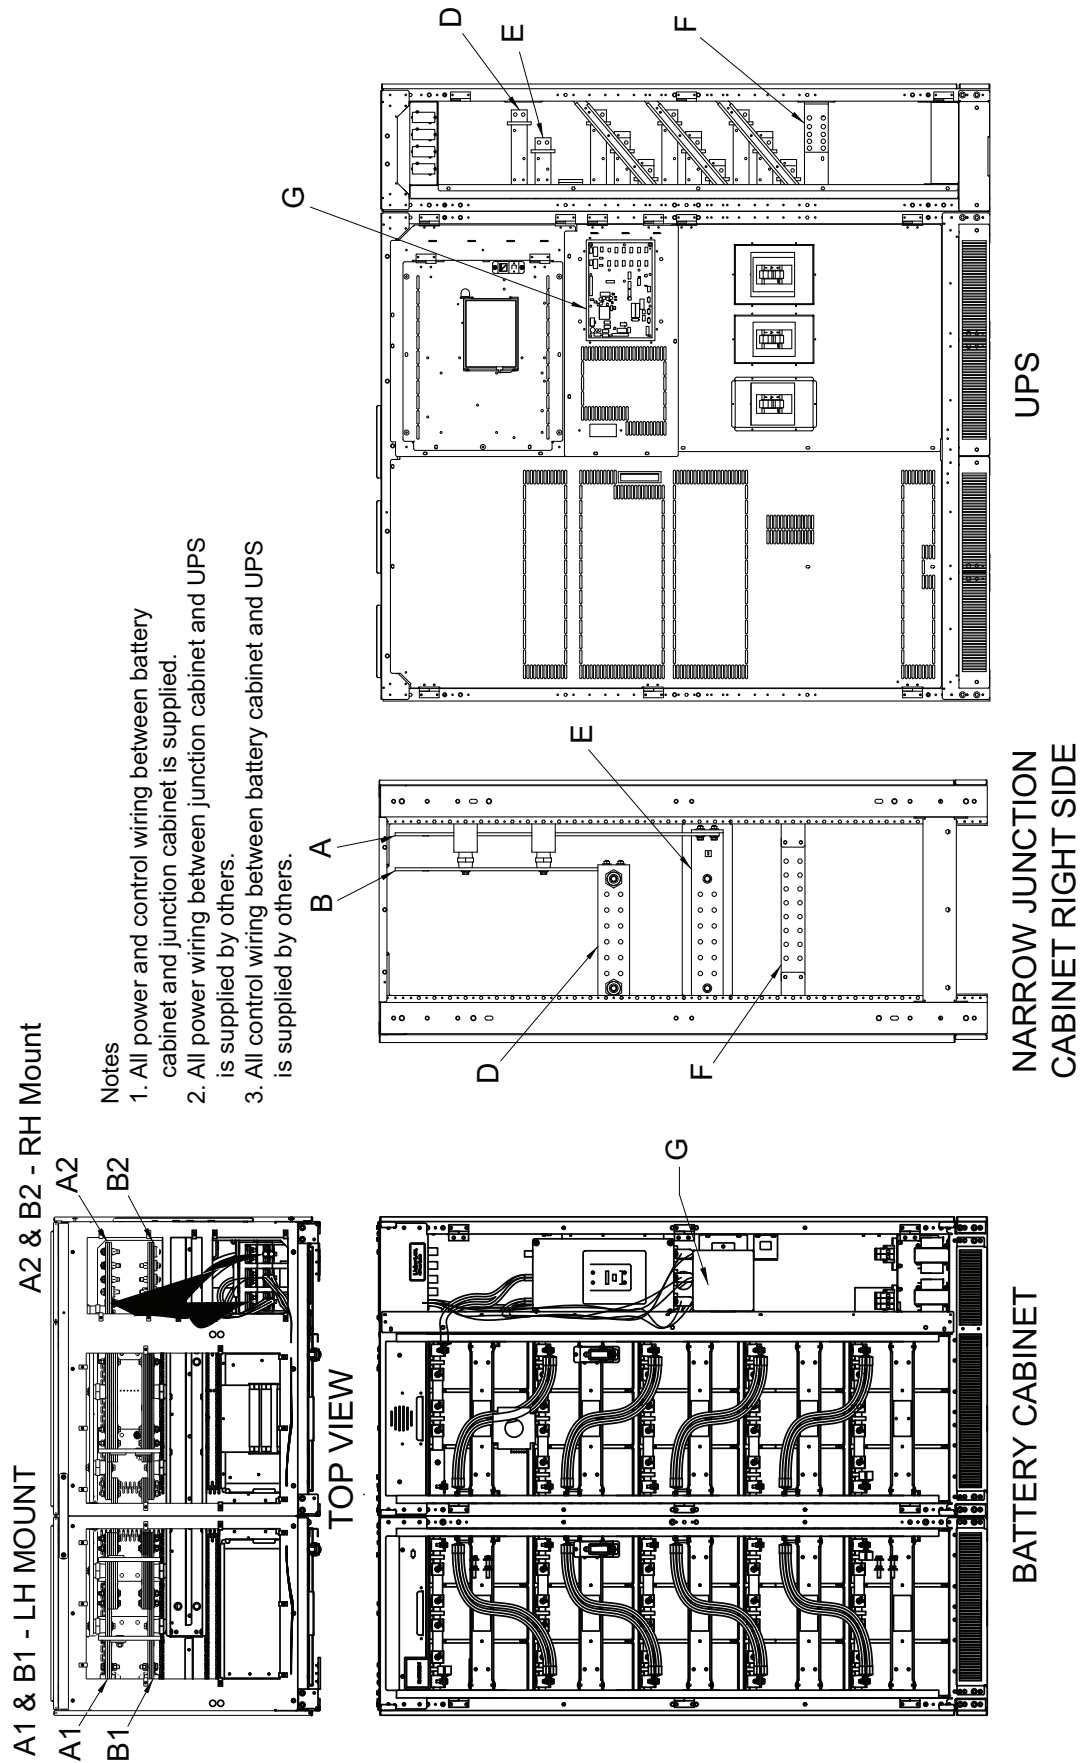 A1 & B1 - LH MOUNT
A2 & B2 - RH Mount
A1
B1
A2
B2
TOP VIEW
Notes
1. All power and control wiring between battery
cabinet and junction cabinet is supplied.
2. All power wiring between junction cabinet and UPS
is supplied by others.
3. All control wiring between battery cabinet and UPS
is supplied by others.
G
BATTERY CABINET
B
A
D
E
F
NARROW JUNCTION
CABINET RIGHT SIDE
G
D
E
F
UPS